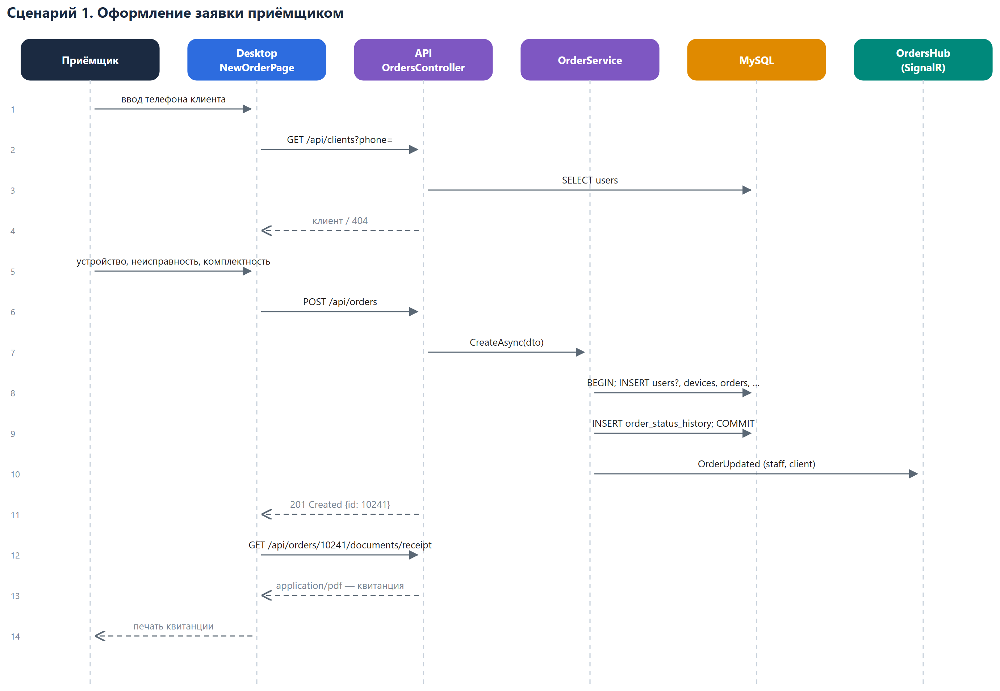 Сценарий 1. Оформление заявки приёмщиком
Приёмщик
Desktop
NewOrderPage
API
OrdersController
OrderService
MySQL
OrdersHub
(SignalR)
ввод телефона клиента
1
GET /api/clients?phone=
2
SELECT users
3
клиент / 404
4
устройство, неисправность, комплектность
5
POST /api/orders
6
CreateAsync(dto)
7
BEGIN; INSERT users?, devices, orders, …
8
INSERT order_status_history; COMMIT
9
OrderUpdated (staff, client)
10
201 Created {id: 10241}
11
GET /api/orders/10241/documents/receipt
12
application/pdf — квитанция
13
печать квитанции
14